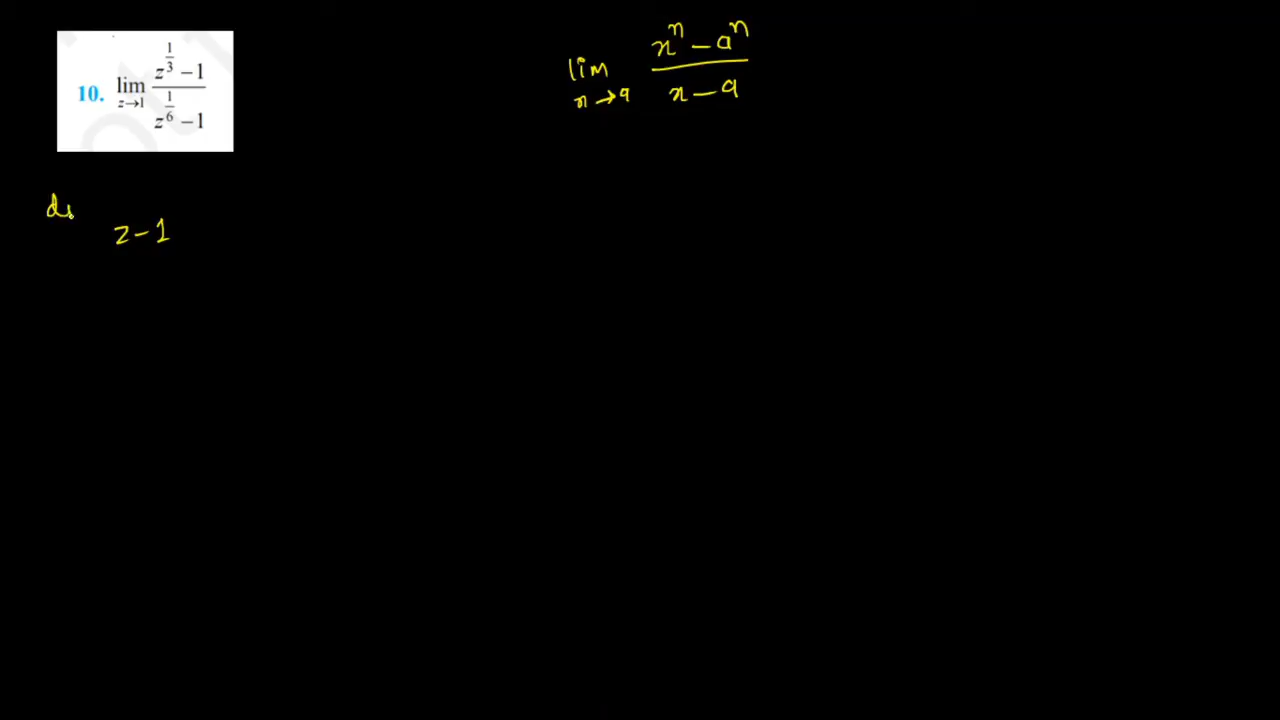 10. lim z→1 (z^(1/3) − 1)/(z^(1/6) − 1)
lim x→a (x^n − a^n)/(x − a)
z − 1